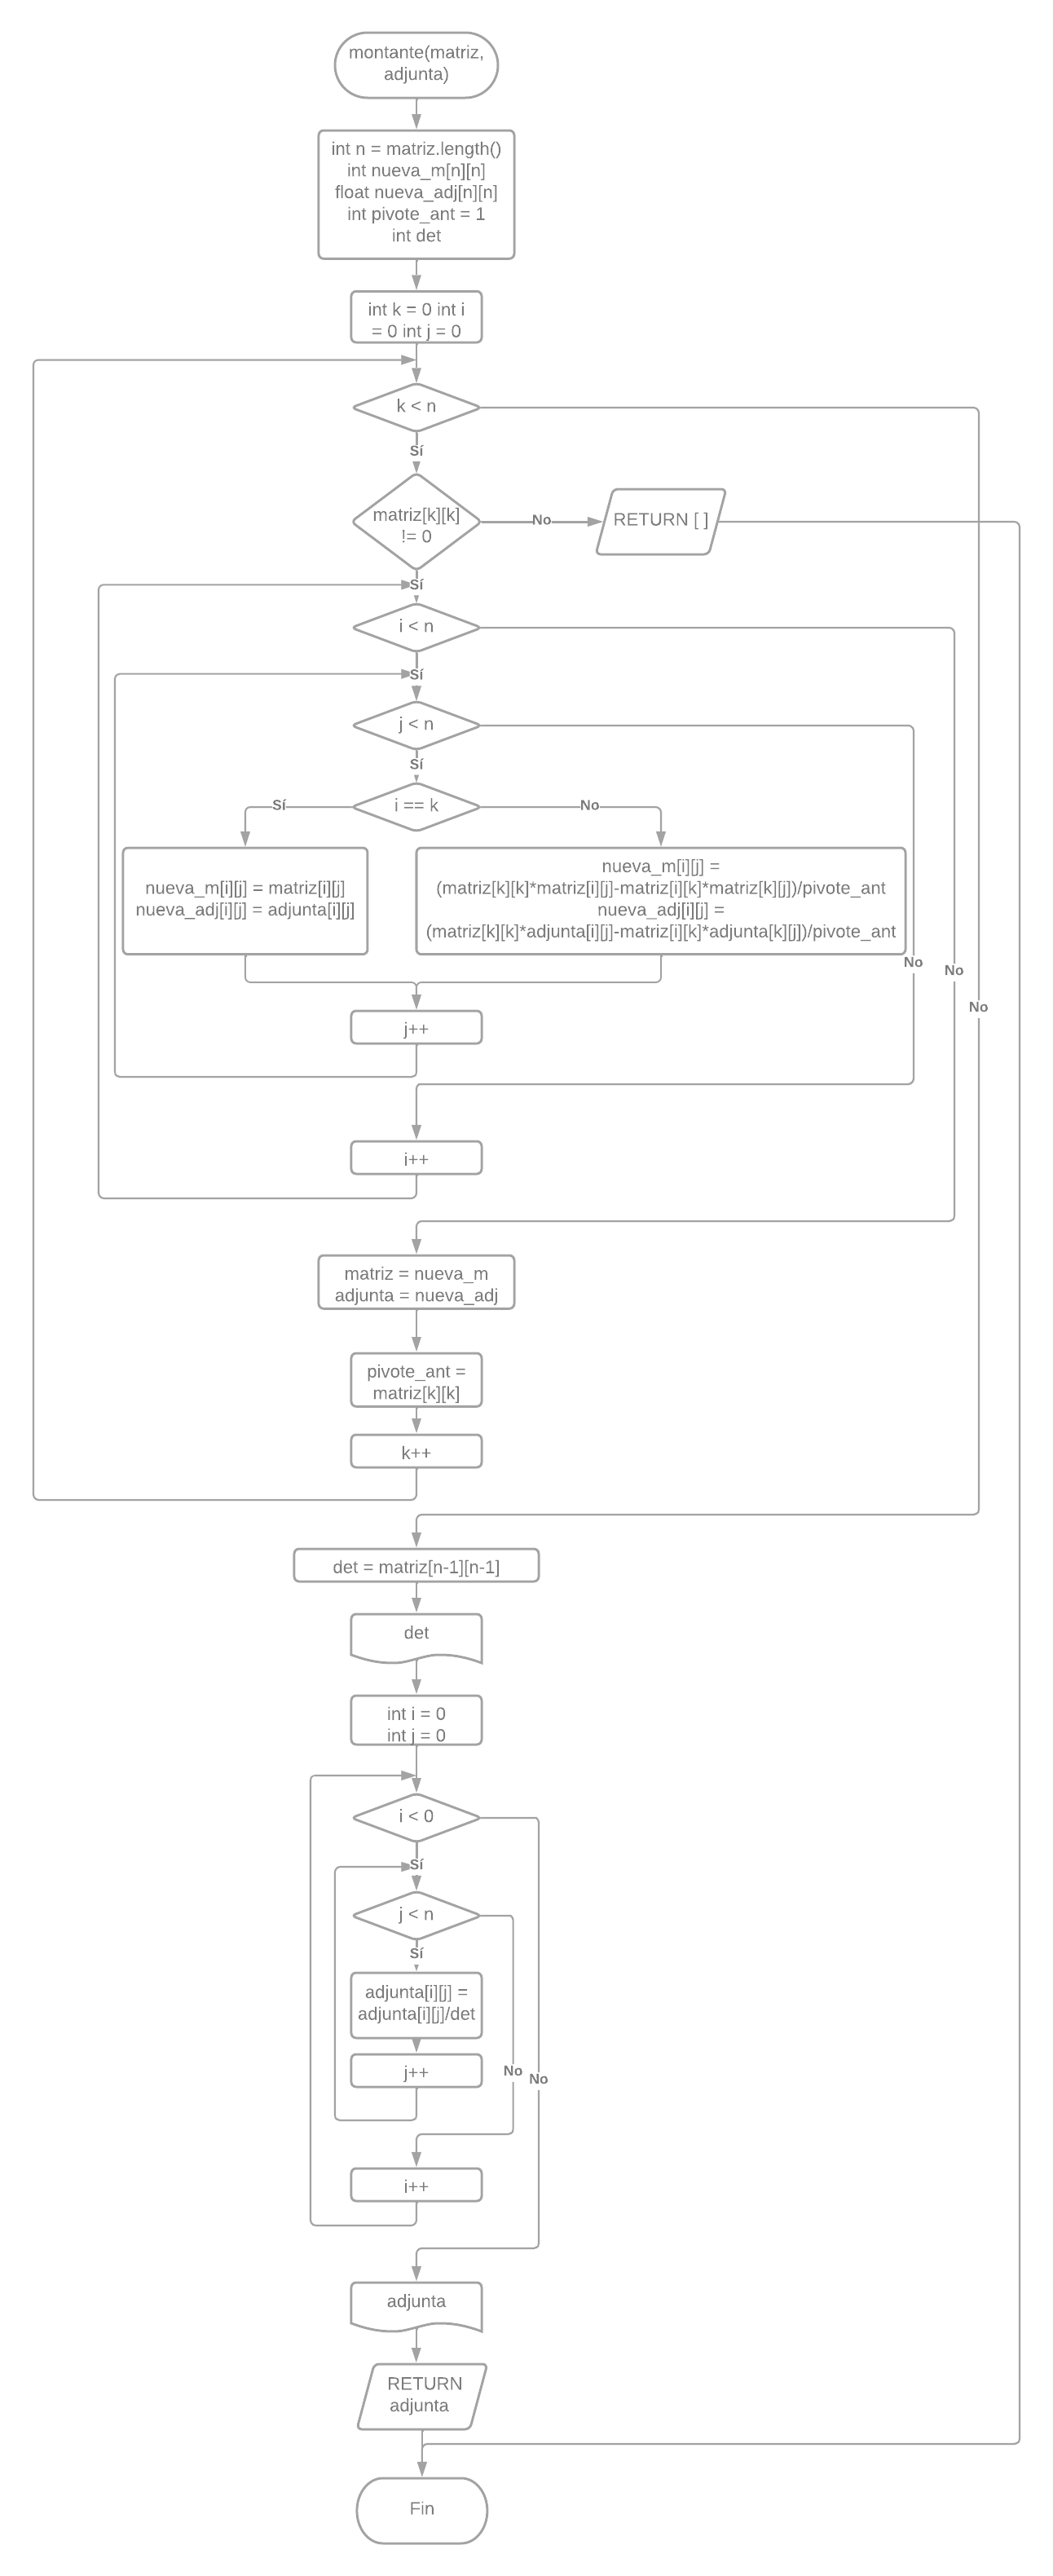 montante(matriz,
adjunta)
int n = matriz.length()
int nueva_m[n][n]
float nueva_adj[n][n]
int pivote_ant = 1
int det
int k = 0 int i
= 0 int j = 0
k < n
Sí
matriz[k][k]
!= 0
No
RETURN [ ]
Sí
i < n
Sí
j < n
Sí
i == k
Sí
No
nueva_m[i][j] = matriz[i][j]
nueva_adj[i][j] = adjunta[i][j]
nueva_m[i][j] =
(matriz[k][k]*matriz[i][j]-matriz[i][k]*matriz[k][j])/pivote_ant
nueva_adj[i][j] =
(matriz[k][k]*adjunta[i][j]-matriz[i][k]*adjunta[k][j])/pivote_ant
No
No
No
j++
i++
matriz = nueva_m
adjunta = nueva_adj
pivote_ant =
matriz[k][k]
k++
det = matriz[n-1][n-1]
det
int i = 0
int j = 0
i < 0
Sí
j < n
Sí
adjunta[i][j] =
adjunta[i][j]/det
j++
No
No
i++
adjunta
RETURN
adjunta
Fin